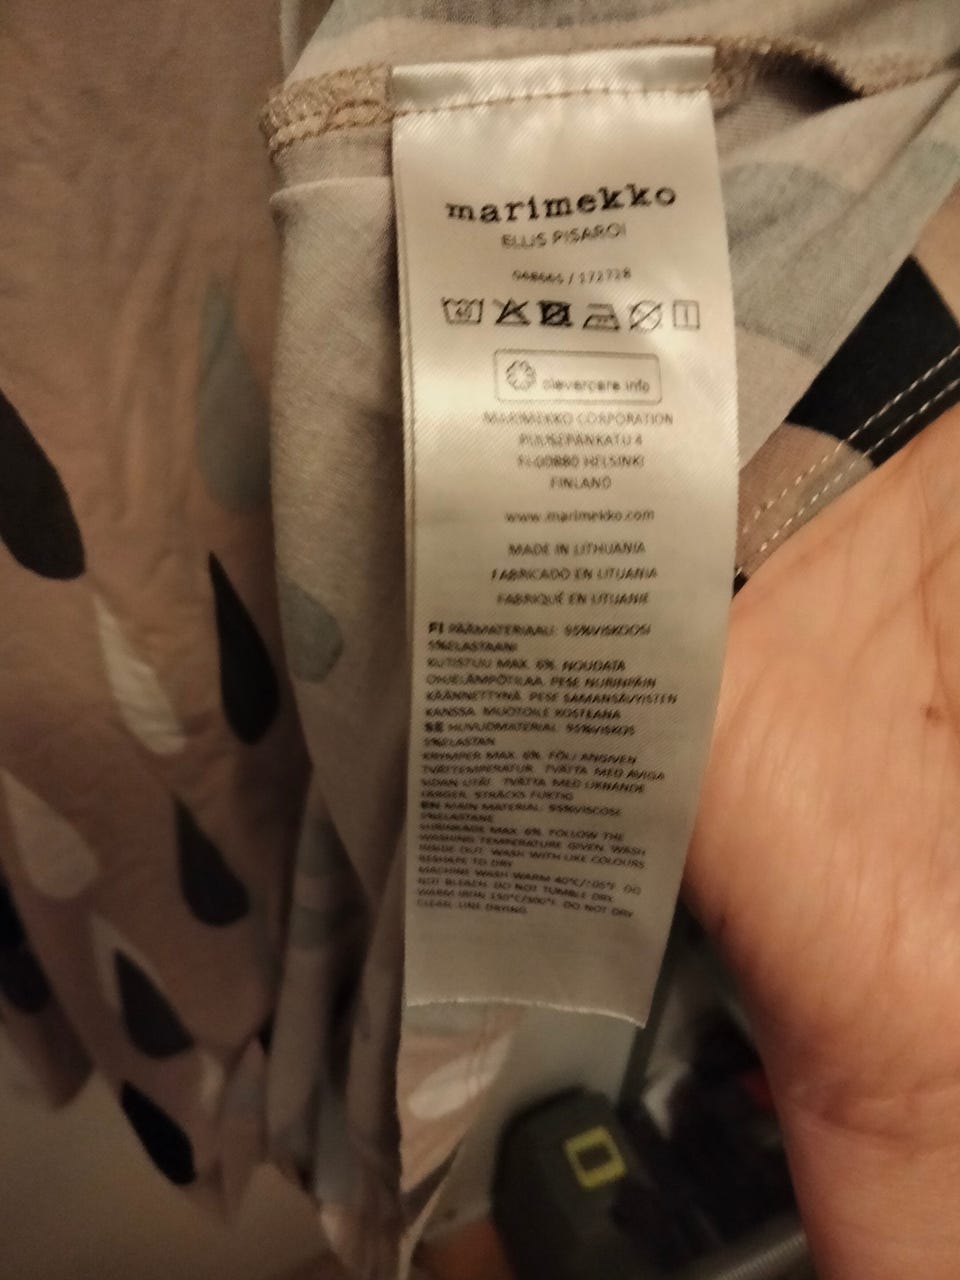 marimekko
ELLIS PISAROI
/ 172728
40
clevercare.info
MARIMEKKO CORPORATION
PUUSEPÄNKATU 4
FI-00880 HELSINKI
FINLAND
www.marimekko.com
MADE IN LITHUANIA
FABRICADO EN LITUANIA
FABRIQUÉ EN LITUANIE
FI PÄÄMATERIAALI: 95%VISKOOSI
5%ELASTAANI
KUTISTUU MAX. 6%. NOUDATA
OHJELÄMPÖTILAA. PESE NURINPÄIN
KÄÄNNETTYNÄ. PESE SAMANSÄVYISTEN
KANSSA. MUOTOILE KOSTEANA
SE HUVUDMATERIAL: 95%VISKOS
5%ELASTAN
KRYMPER MAX. 6%. FÖLJ ANGIVEN
TVÄTTEMPERATUR. TVÄTTA MED AVIGA
SIDAN UTÅT. TVÄTTA MED LIKNANDE
FÄRGER. STRÄCKS FUKTIG
EN MAIN MATERIAL: 95%VISCOSE
5%ELASTANE
SHRINKAGE MAX. 6%. FOLLOW THE
WASHING TEMPERATURE GIVEN. WASH
INSIDE OUT. WASH WITH LIKE COLOURS.
RESHAPE TO DRY
MACHINE WASH WARM 40°C/105°F. DO
NOT BLEACH. DO NOT TUMBLE DRY.
WARM IRON 150°C/300°F. DO NOT DRY
CLEAN. LINE DRYING.